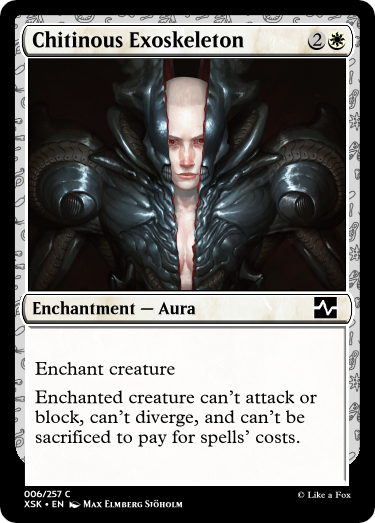 Chitinous Exoskeleton 2
Enchantment — Aura
Enchant creature
Enchanted creature can't attack or
block, can't diverge, and can't be
sacrificed to pay for spells' costs.
006/257 C
XSK • EN Max Elmberg Sjöholm
© Like a Fox